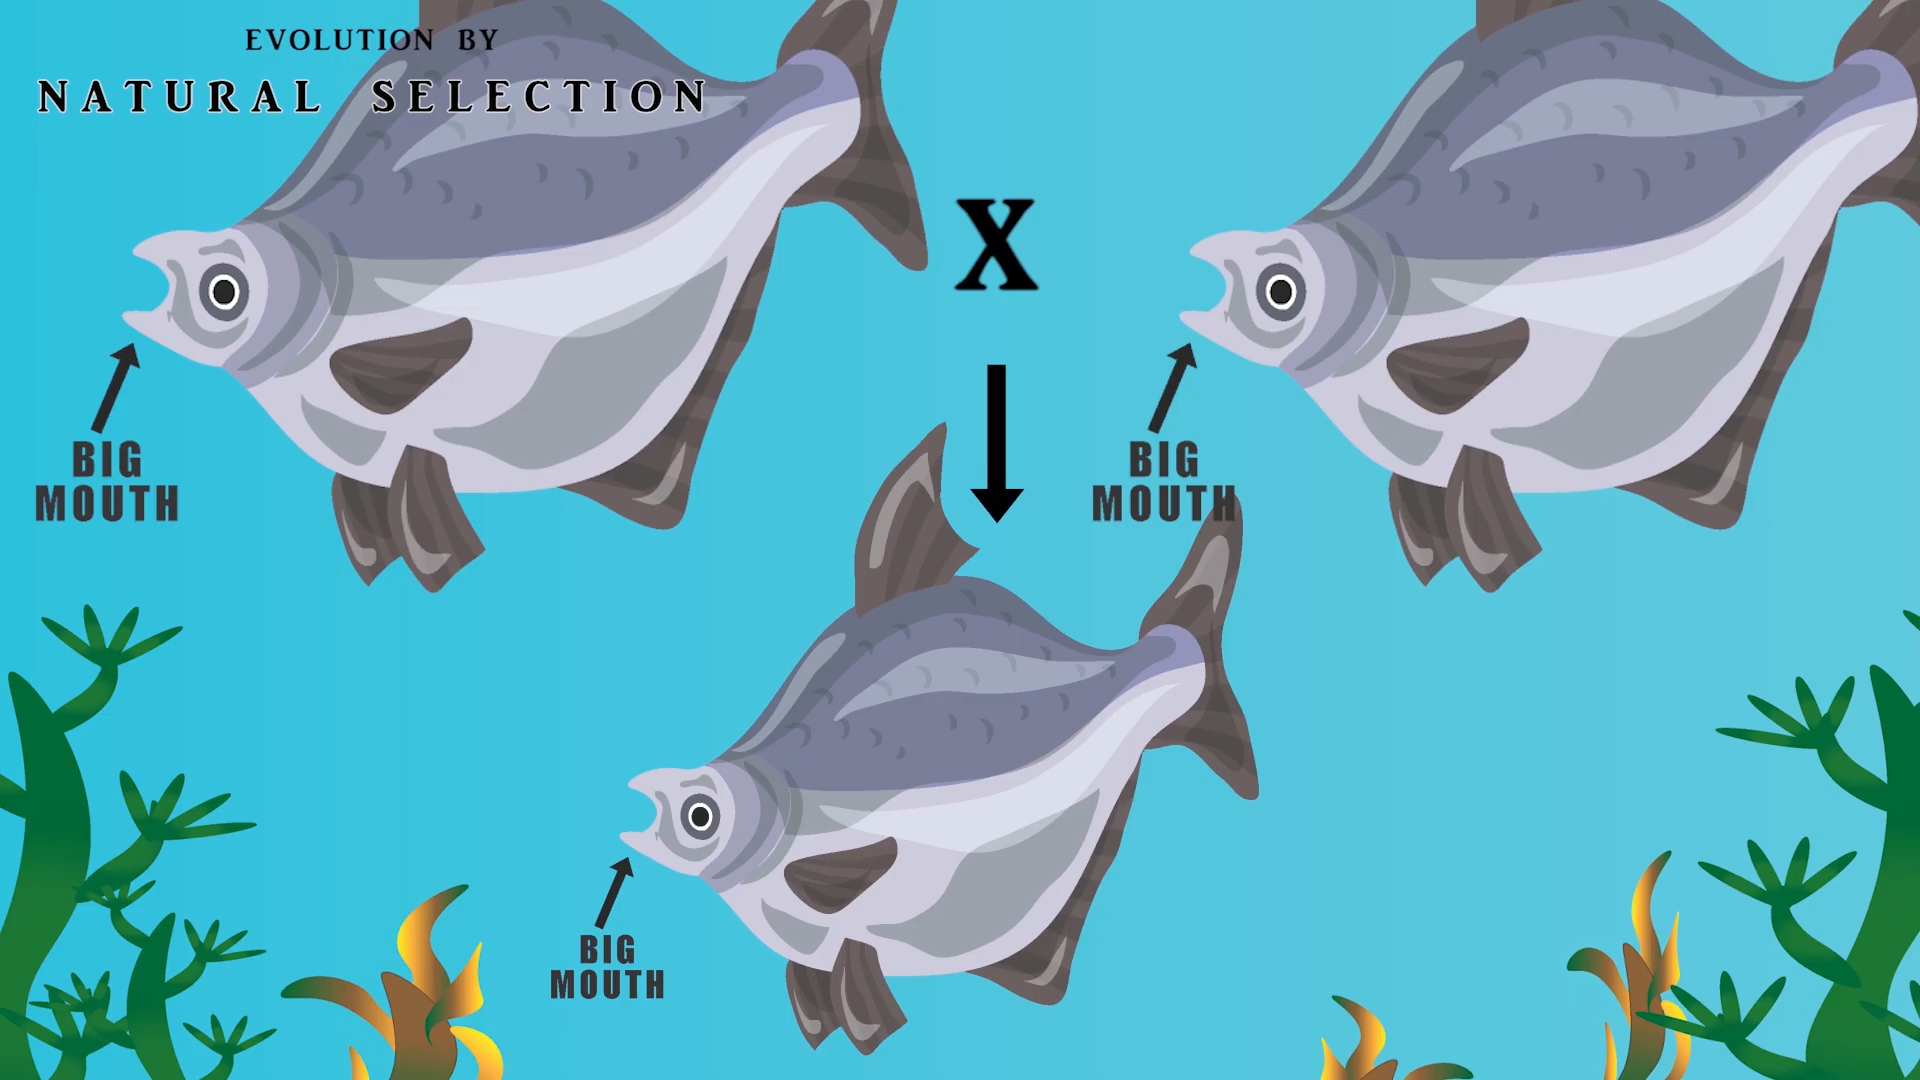 EVOLUTION BY
NATURAL SELECTION
X
BIG
MOUTH
BIG
MOUTH
BIG
MOUTH